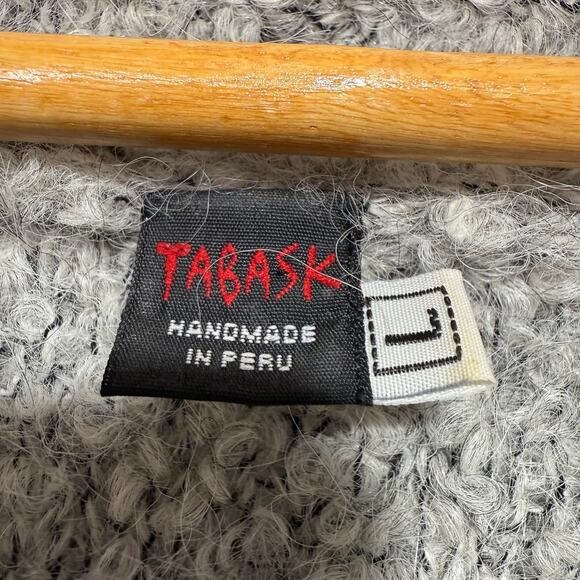 TABASK
HANDMADE
IN PERU
L